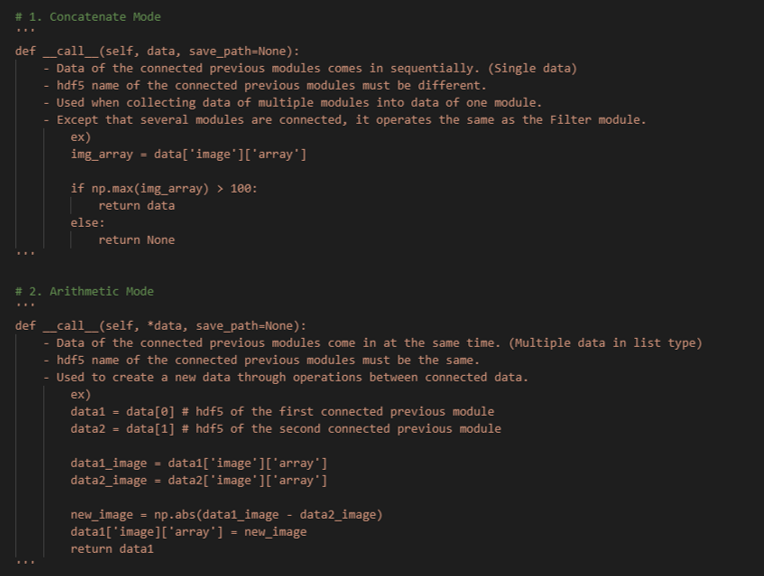 # 1. Concatenate Mode
'''
def __call__(self, data, save_path=None):
- Data of the connected previous modules comes in sequentially. (Single data)
- hdf5 name of the connected previous modules must be different.
- Used when collecting data of multiple modules into data of one module.
- Except that several modules are connected, it operates the same as the Filter module.
ex)
img_array = data['image']['array']
if np.max(img_array) > 100:
return data
else:
return None
'''
# 2. Arithmetic Mode
'''
def __call__(self, *data, save_path=None):
- Data of the connected previous modules come in at the same time. (Multiple data in list type)
- hdf5 name of the connected previous modules must be the same.
- Used to create a new data through operations between connected data.
ex)
data1 = data[0] # hdf5 of the first connected previous module
data2 = data[1] # hdf5 of the second connected previous module
data1_image = data1['image']['array']
data2_image = data2['image']['array']
new_image = np.abs(data1_image - data2_image)
data1['image]['array'] = new_image
return data1
'''